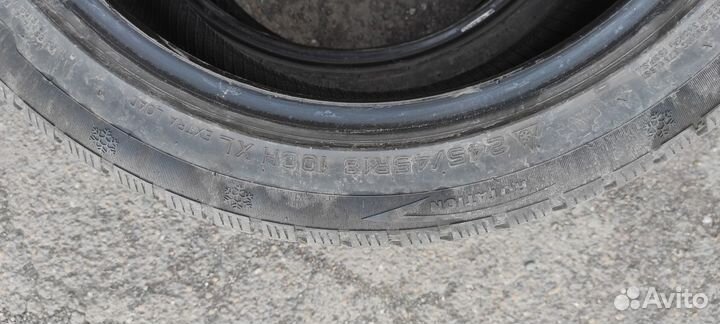 245/45R18 100H XL EXTRA LOAD
ROTATION
Avito